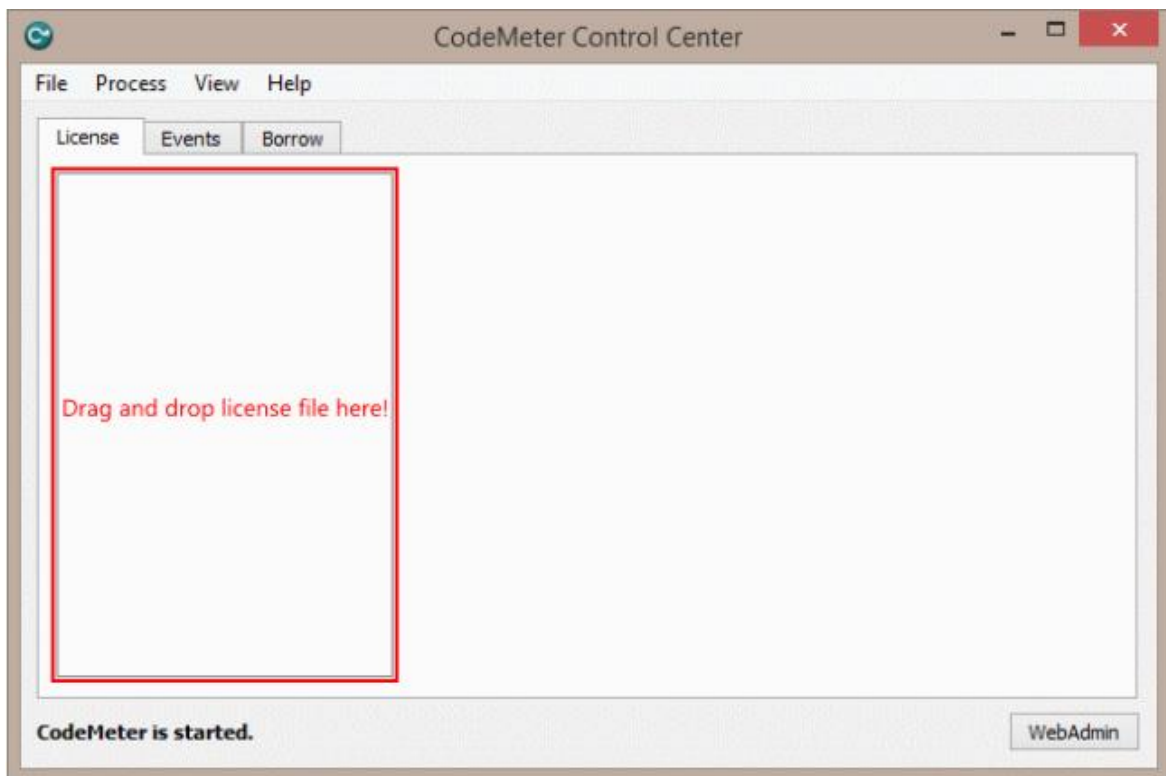 CodeMeter Control Center
File Process View Help
License Events Borrow
Drag and drop license file here!
CodeMeter is started.
WebAdmin